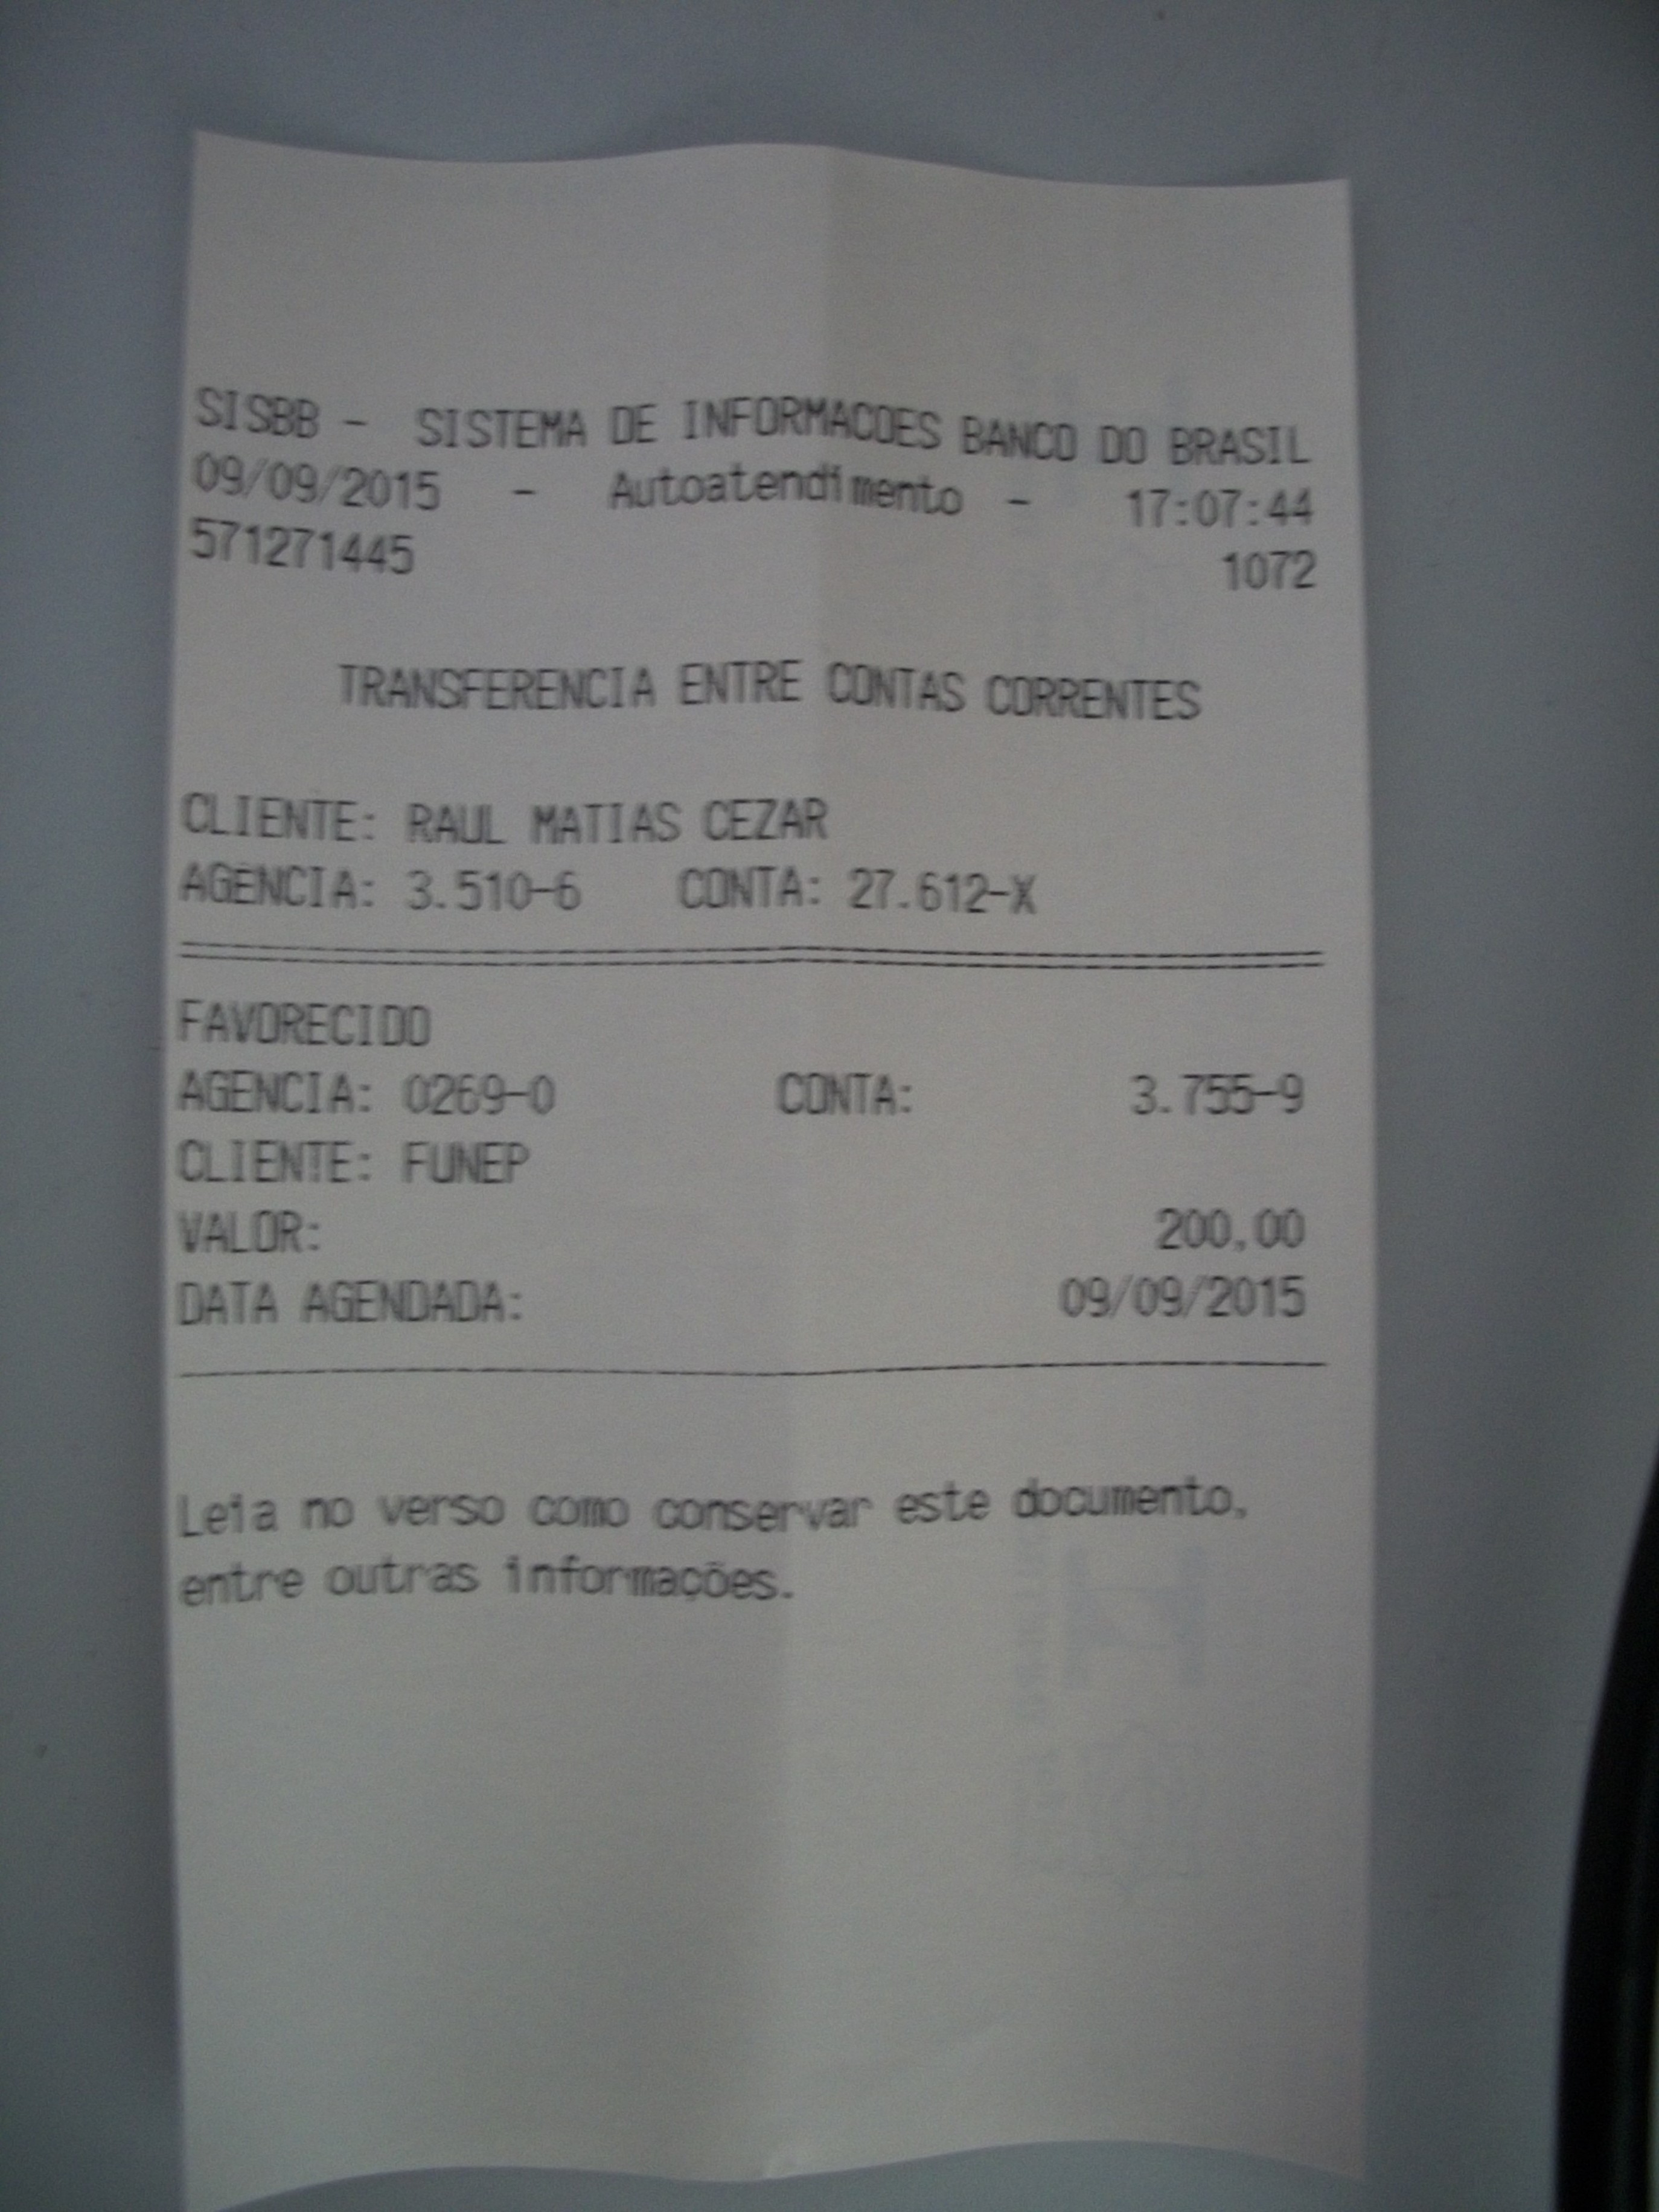 SISBB - SISTEMA DE INFORMACOES BANCO DO BRASIL
09/09/2015 - Autoatendimento - 17:07:44
571271445 1072
TRANSFERENCIA ENTRE CONTAS CORRENTES
CLIENTE: RAUL MATIAS CEZAR
AGENCIA: 3.510-6 CONTA: 27.612-X
FAVORECIDO
AGENCIA: 0269-0 CONTA: 3.755-9
CLIENTE: FUNEP
VALOR: 200,00
DATA AGENDADA: 09/09/2015
Leia no verso como conservar este documento,
entre outras informações.